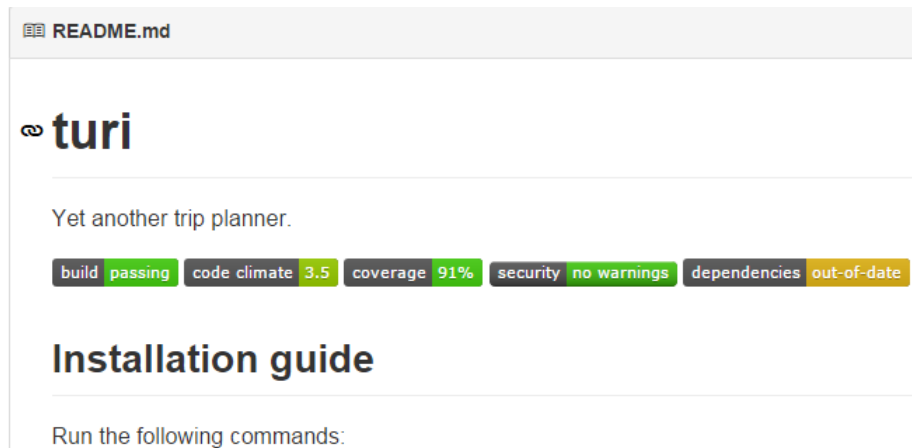 README.md
turi
Yet another trip planner.
build passing code climate 3.5 coverage 91% security no warnings dependencies out-of-date
Installation guide
Run the following commands: